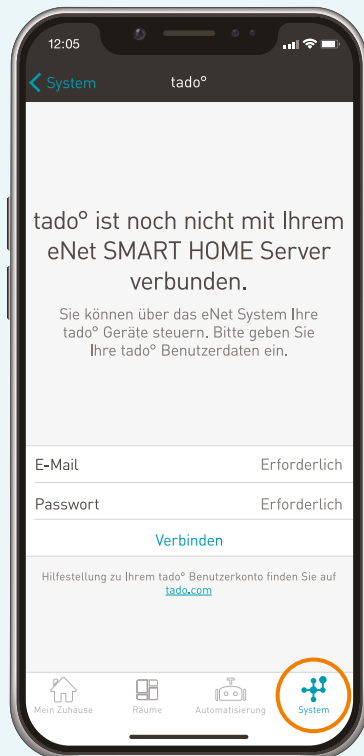 12:05
System
tado°
tado° ist noch nicht mit Ihrem
eNet SMART HOME Server
verbunden.
Sie können über das eNet System Ihre
tado° Geräte steuern. Bitte geben Sie
Ihre tado° Benutzerdaten ein.
E-Mail Erforderlich
Passwort Erforderlich
Verbinden
Hilfestellung zu Ihrem tado° Benutzerkonto finden Sie auf
tado.com
Mein Zuhause Räume Automatisierung System